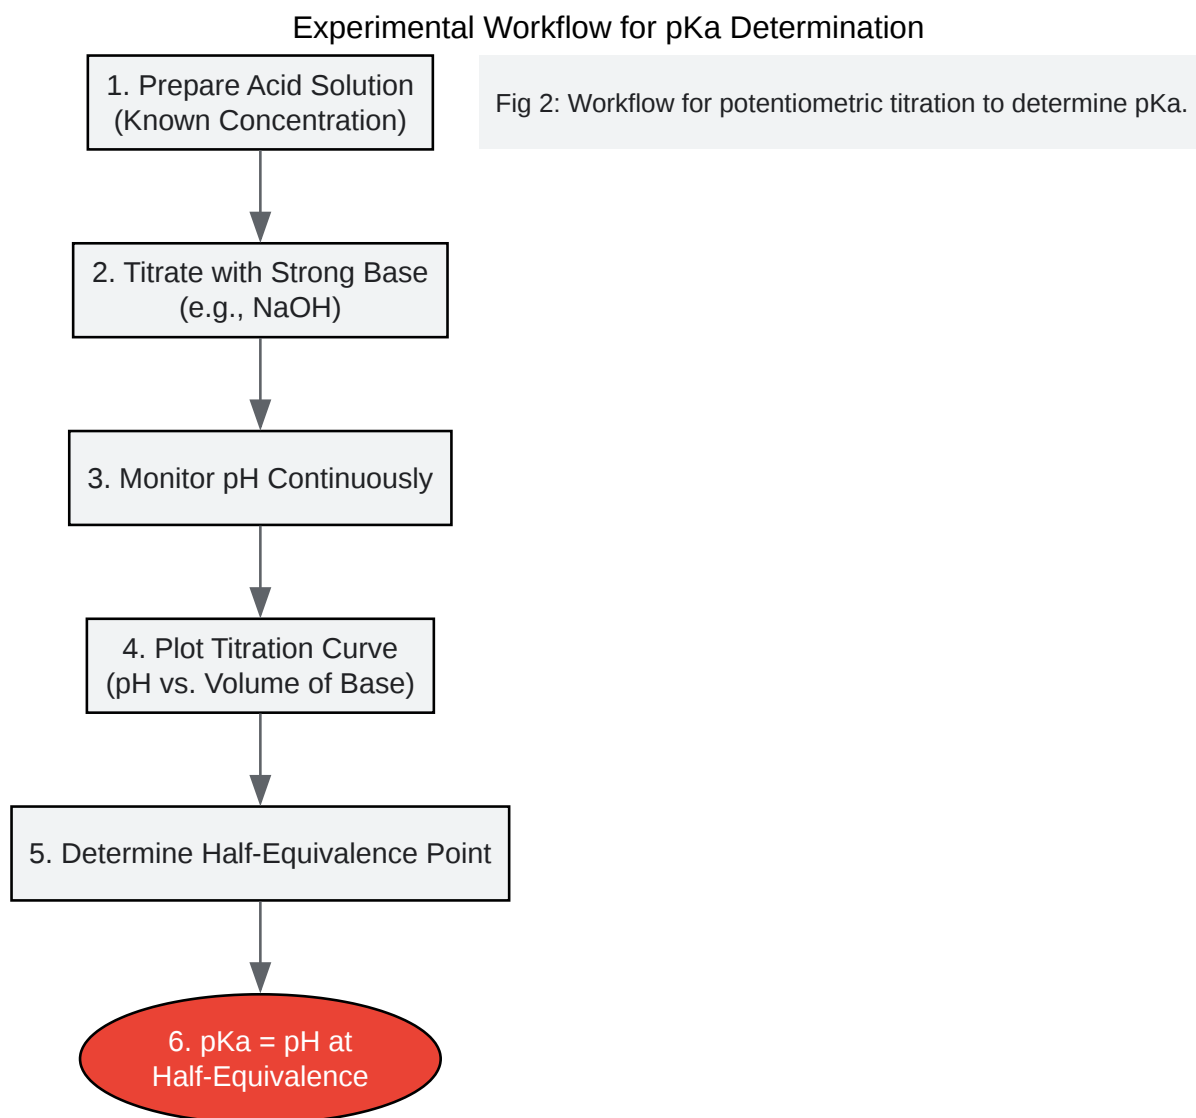 Experimental Workflow for pKa Determination
1. Prepare Acid Solution
(Known Concentration)
Fig 2: Workflow for potentiometric titration to determine pKa.
2. Titrate with Strong Base
(e.g., NaOH)
3. Monitor pH Continuously
4. Plot Titration Curve
(pH vs. Volume of Base)
5. Determine Half-Equivalence Point
6. pKa = pH at
Half-Equivalence